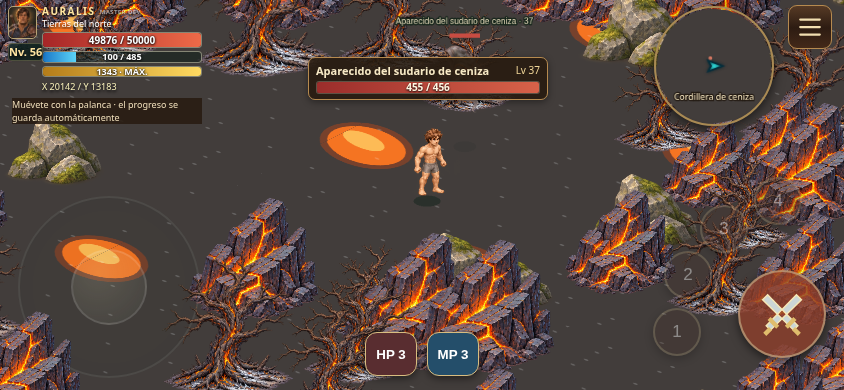 AURALIS MASTER DEV
Tierras del norte
49876 / 50000
Nv. 56
100 / 485
1343 · MAX.
X 20142 / Y 13183
Muévete con la palanca · el progreso se
guarda automáticamente
Aparecido del sudario de ceniza · 37
Aparecido del sudario de ceniza Lv 37
455 / 456
Cordillera de ceniza
4
3
2
1
HP 3
MP 3